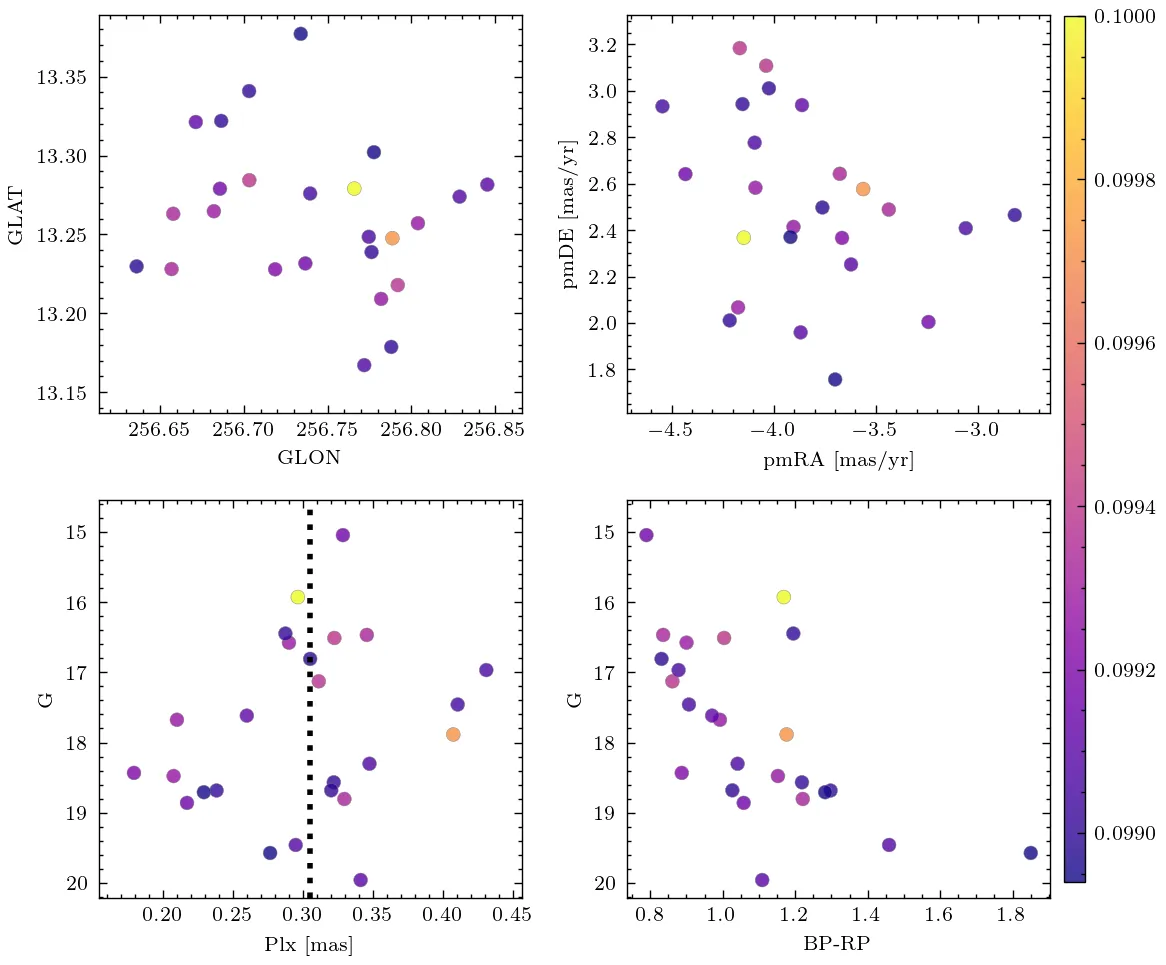 13.35
13.30
13.25
13.20
13.15
GLAT
256.65 256.70 256.75 256.80 256.85
GLON
3.2
3.0
2.8
2.6
2.4
2.2
2.0
1.8
pmDE [mas/yr]
−4.5 −4.0 −3.5 −3.0
pmRA [mas/yr]
0.1000
0.0998
0.0996
0.0994
0.0992
0.0990
15
16
17
18
19
20
G
0.20 0.25 0.30 0.35 0.40 0.45
Plx [mas]
15
16
17
18
19
20
G
0.8 1.0 1.2 1.4 1.6 1.8
BP-RP